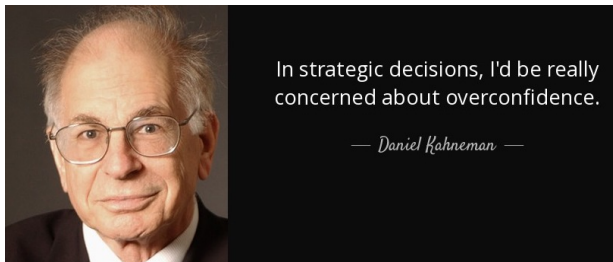 In strategic decisions, I'd be really
concerned about overconfidence.
— Daniel Kahneman —